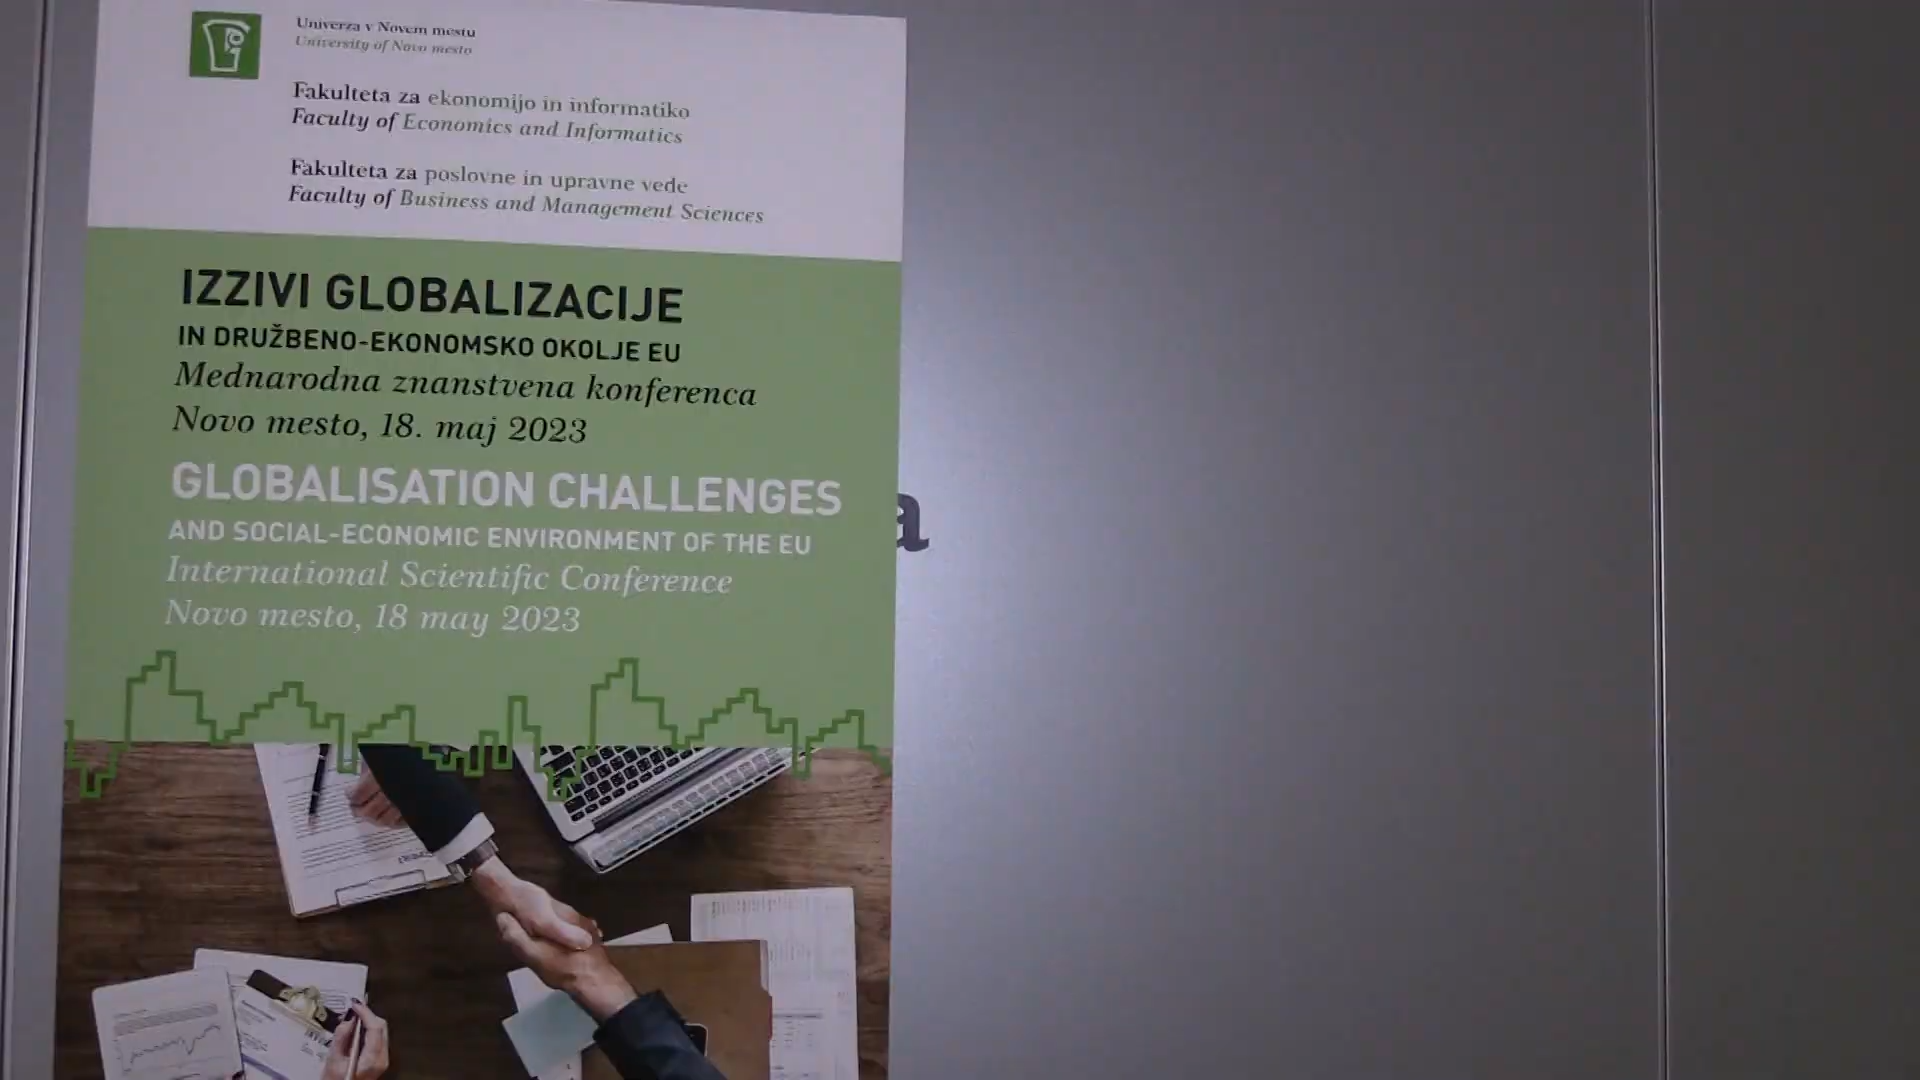 Univerza v Novem mestu
University of Novo mesto
Fakulteta za ekonomijo in informatiko
Faculty of Economics and Informatics
Fakulteta za poslovne in upravne vede
Faculty of Business and Management Sciences
IZZIVI GLOBALIZACIJE
IN DRUŽBENO-EKONOMSKO OKOLJE EU
Mednarodna znanstvena konferenca
Novo mesto, 18. maj 2023
GLOBALISATION CHALLENGES
AND SOCIAL-ECONOMIC ENVIRONMENT OF THE EU
International Scientific Conference
Novo mesto, 18 may 2023
a